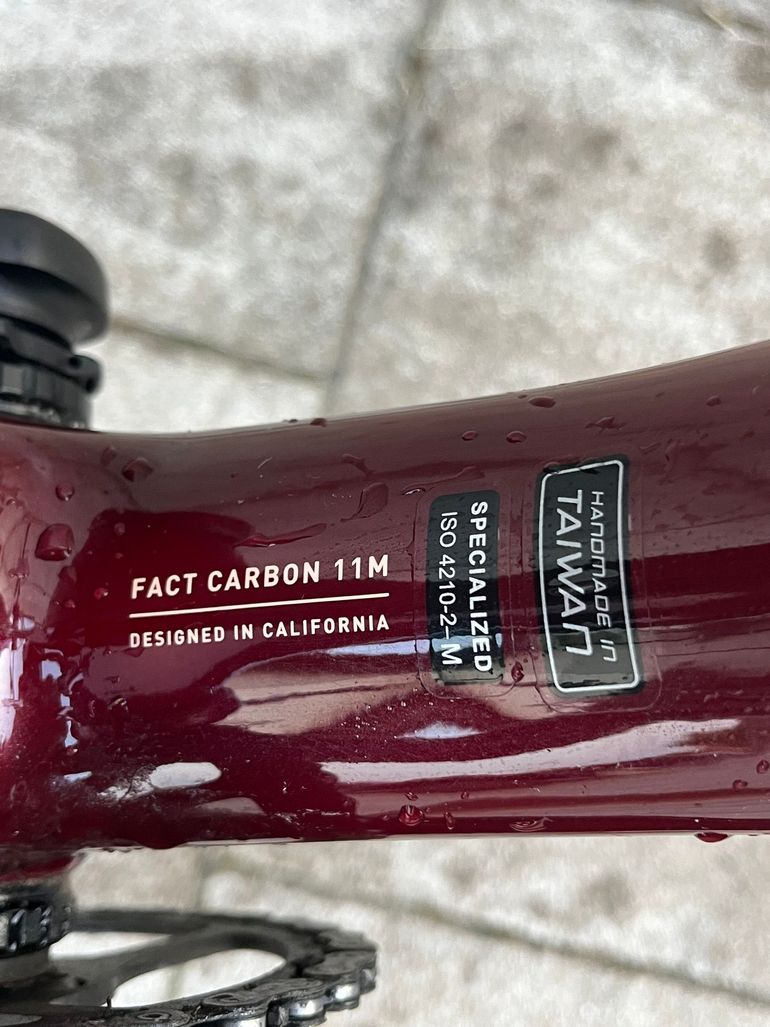 FACT CARBON 11M
DESIGNED IN CALIFORNIA
SPECIALIZED
ISO 4210-2-M
HANDMADE IN
TAIWAN